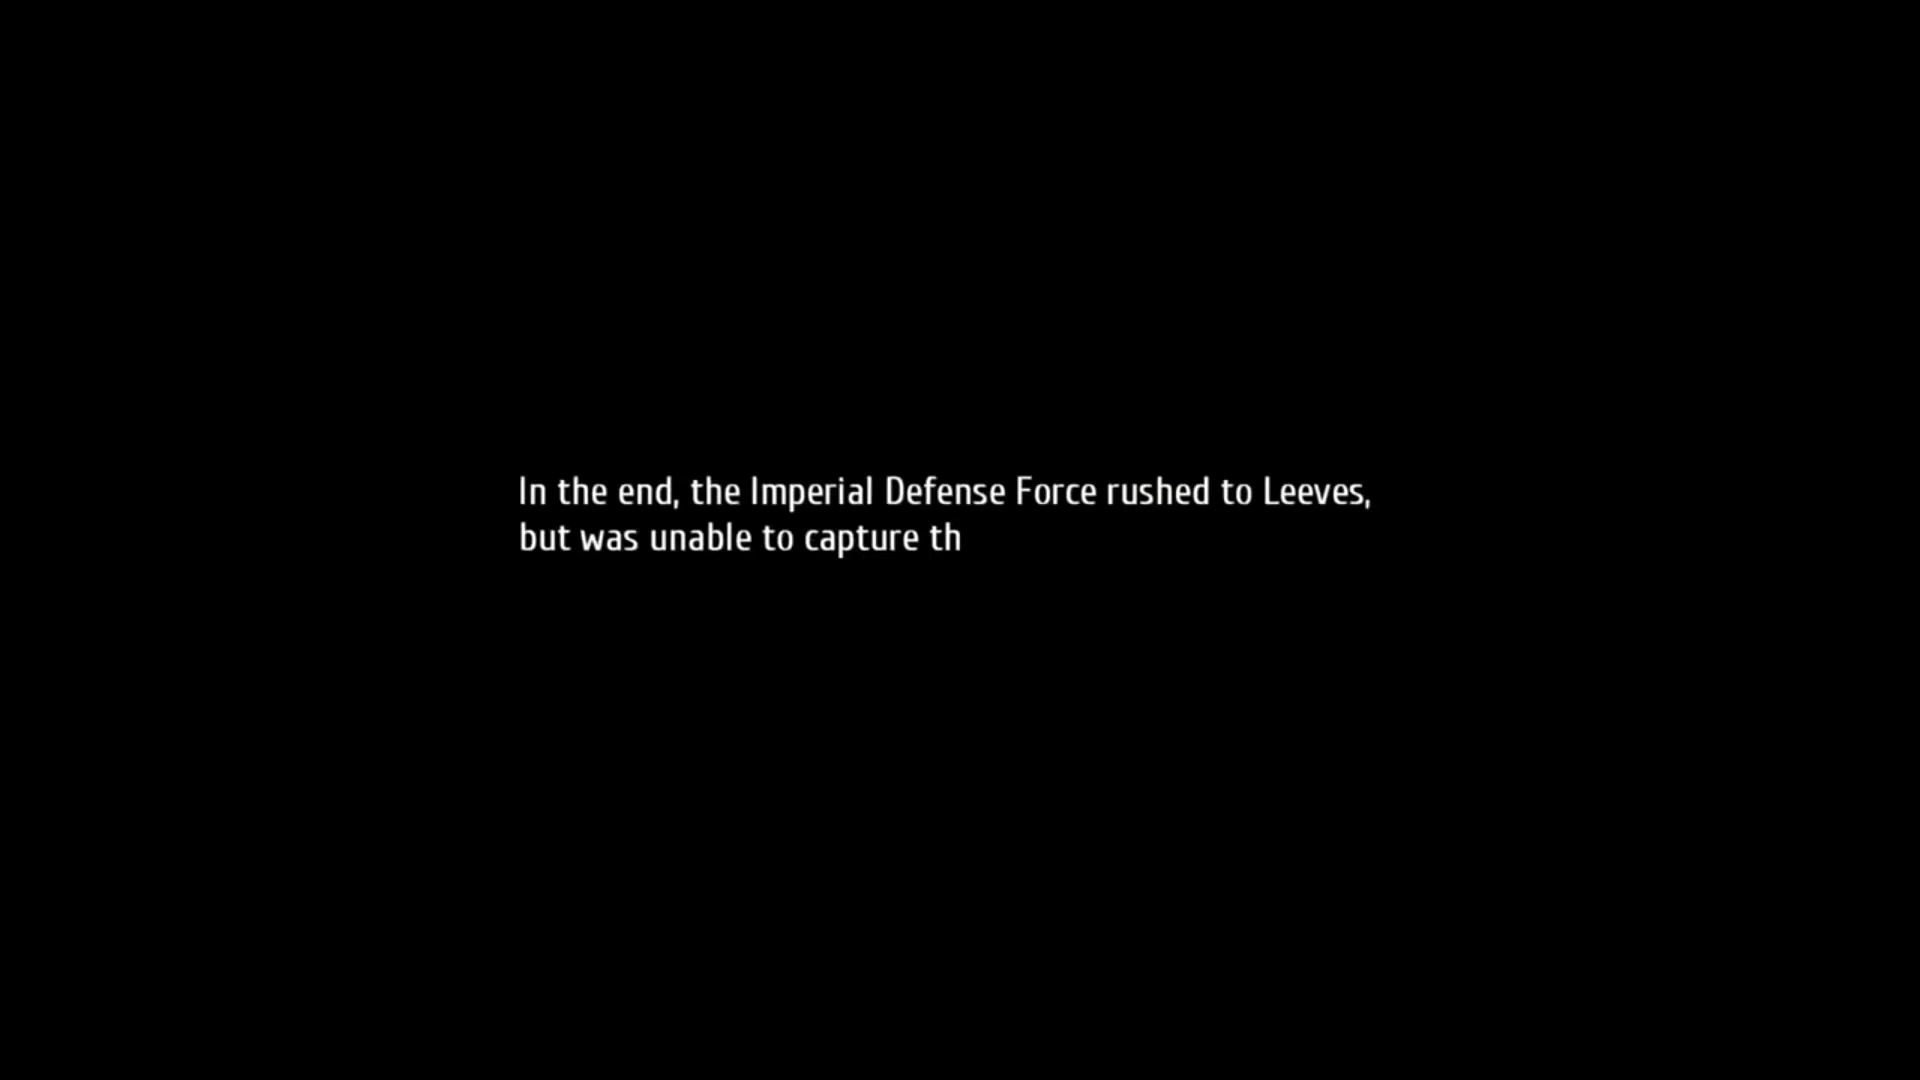 In the end, the Imperial Defense Force rushed to Leeves,
but was unable to capture th